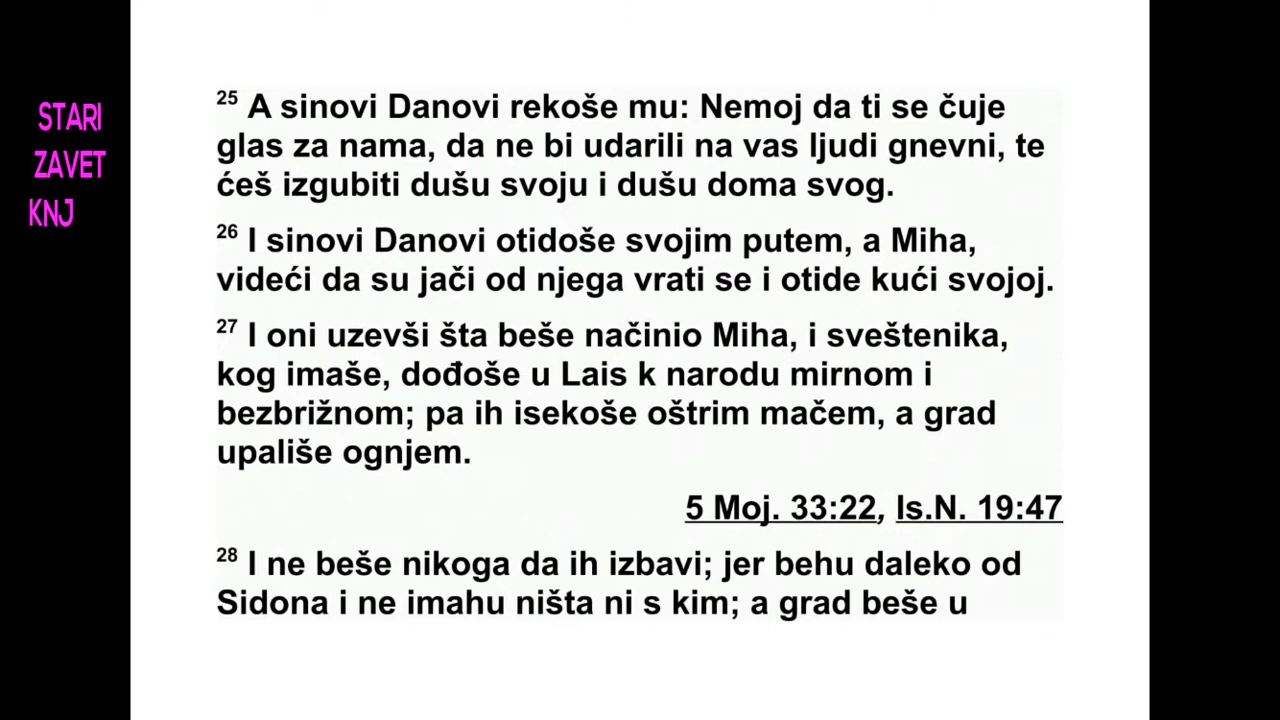 STARI
ZAVET
KNJ
25 A sinovi Danovi rekoše mu: Nemoj da ti se čuje
glas za nama, da ne bi udarili na vas ljudi gnevni, te
ćeš izgubiti dušu svoju i dušu doma svog.
26 I sinovi Danovi otidoše svojim putem, a Miha,
videći da su jači od njega vrati se i otide kući svojoj.
27 I oni uzevši šta beše načinio Miha, i sveštenika,
kog imaše, dođoše u Lais k narodu mirnom i
bezbrižnom; pa ih isekoše oštrim mačem, a grad
upališe ognjem.
5 Moj. 33:22, Is.N. 19:47
28 I ne beše nikoga da ih izbavi; jer behu daleko od
Sidona i ne imahu ništa ni s kim; a grad beše u